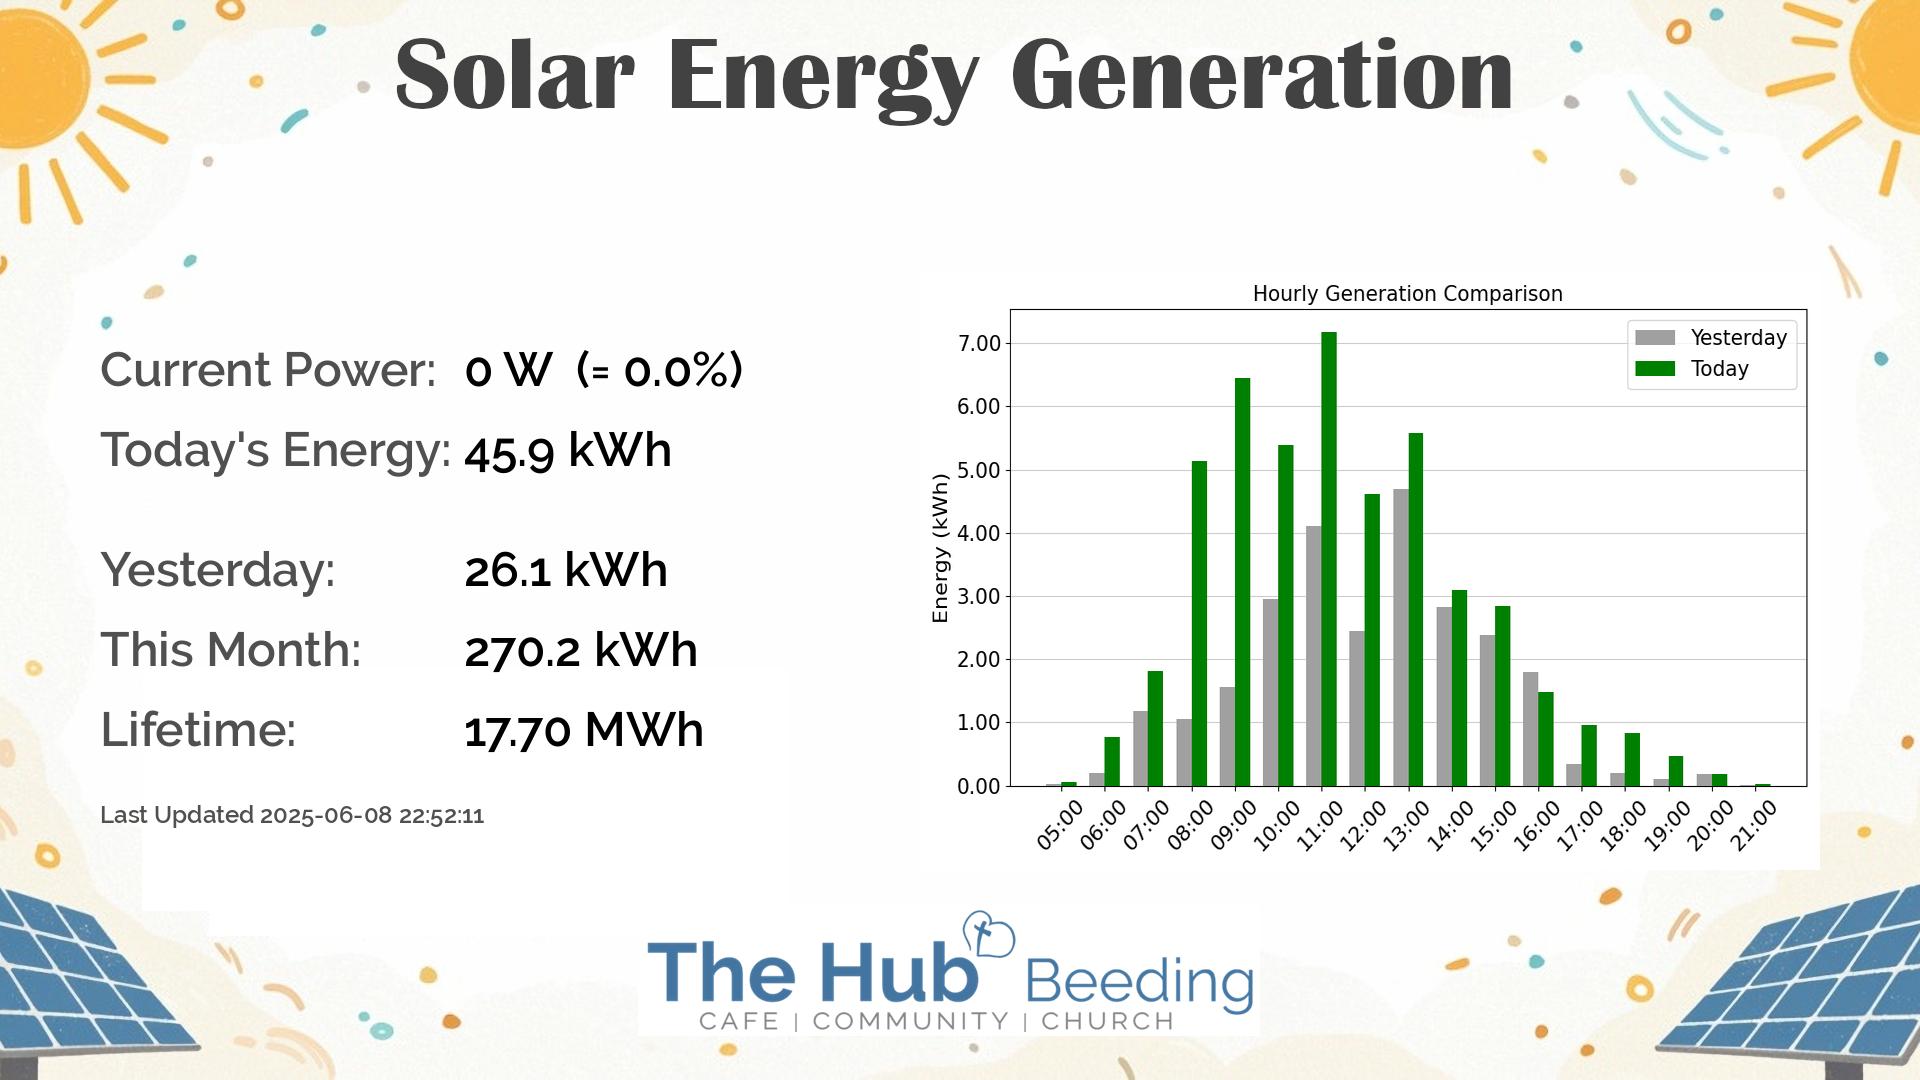 Solar Energy Generation
Current Power: 0 W (= 0.0%)
Today's Energy: 45.9 kWh
Yesterday: 26.1 kWh
This Month: 270.2 kWh
Lifetime: 17.70 MWh
Last Updated 2025-06-08 22:52:11
Hourly Generation Comparison
Yesterday
Today
Energy (kWh)
7.00
6.00
5.00
4.00
3.00
2.00
1.00
0.00
05:00 06:00 07:00 08:00 09:00 10:00 11:00 12:00 13:00 14:00 15:00 16:00 17:00 18:00 19:00 20:00 21:00
The Hub Beeding
CAFE | COMMUNITY | CHURCH